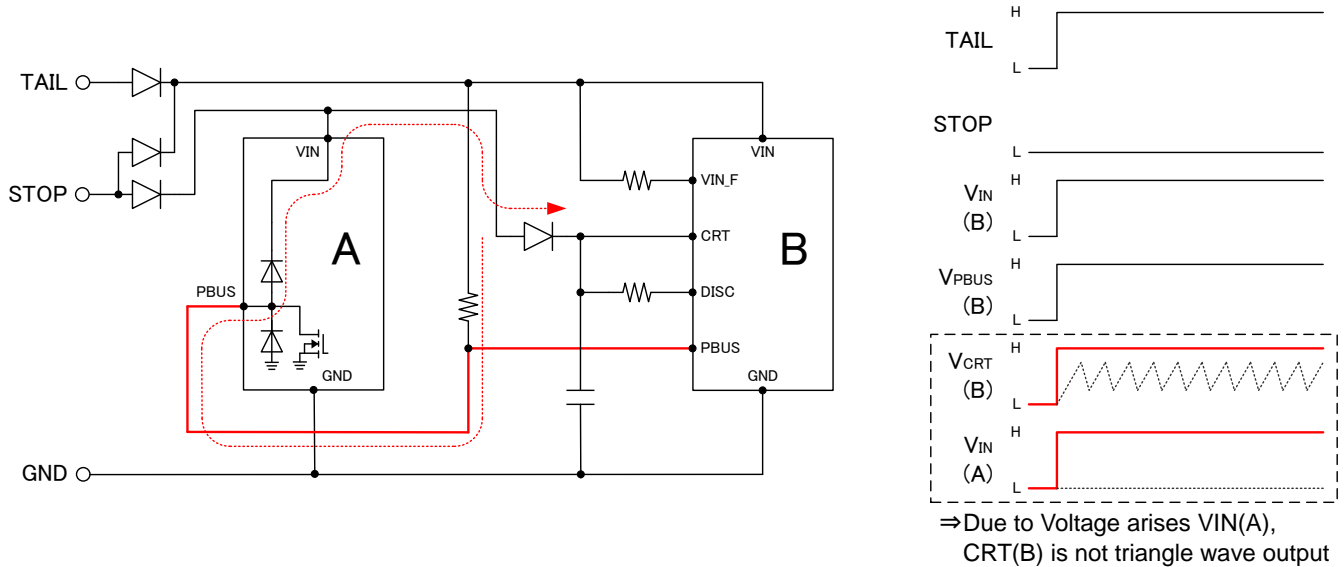 TAIL
STOP
GND
VIN
A
PBUS
GND
VIN
VIN_F
CRT
B
DISC
PBUS
GND
TAIL
H
L
STOP
L
VIN
(B)
H
L
VPBUS
(B)
H
L
VCRT
(B)
H
L
VIN
(A)
H
L
⇒Due to Voltage arises VIN(A),
CRT(B) is not triangle wave output